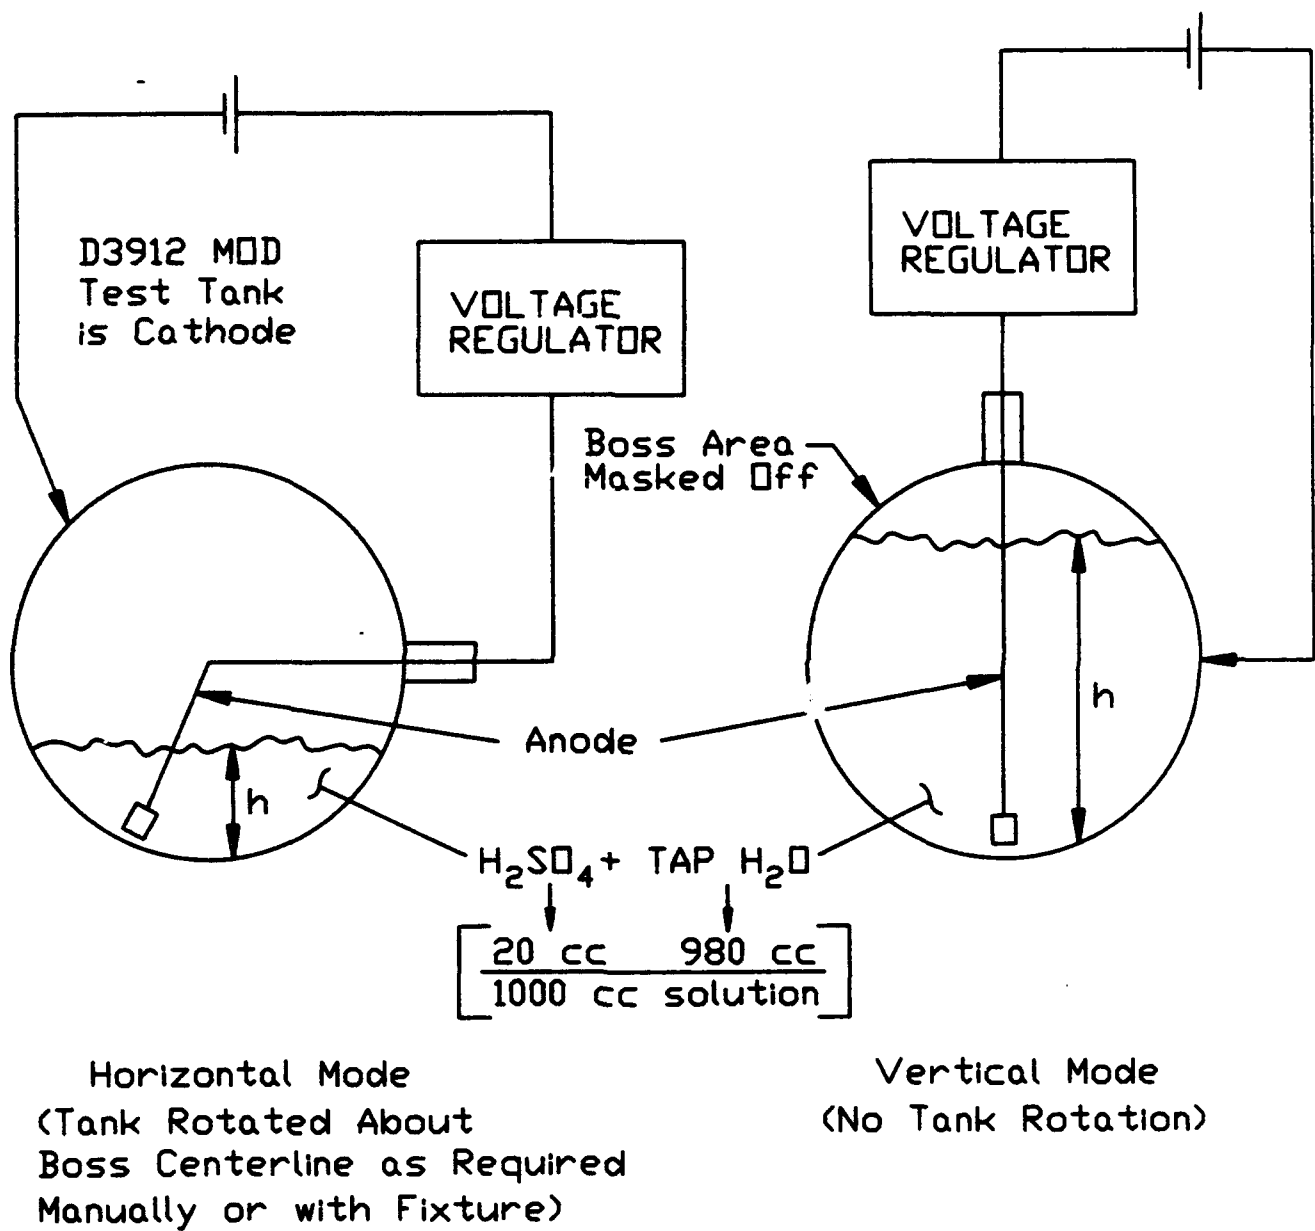 D3912 MOD
Test Tank
is Cathode
VOLTAGE
REGULATOR
VOLTAGE
REGULATOR
Boss Area
Masked Off
h
Anode
h
H₂SO₄+ TAP H₂O
20 cc 980 cc
1000 cc solution
Horizontal Mode
(Tank Rotated About
Boss Centerline as Required
Manually or with Fixture)
Vertical Mode
(No Tank Rotation)